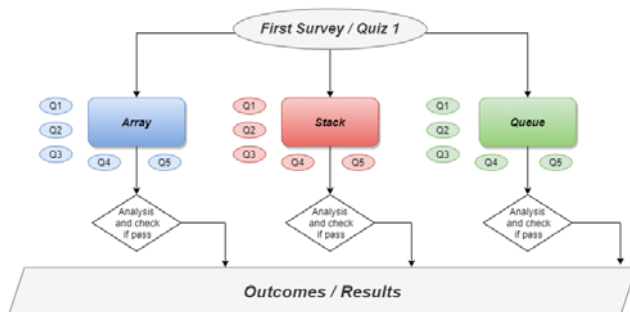 First Survey / Quiz 1
Q1
Q2
Q3
Array
Q4 Q5
Q1
Q2
Q3
Stack
Q4 Q5
Q1
Q2
Q3
Queue
Q4 Q5
Analysis
and check
if pass
Analysis
and check
if pass
Analysis
and check
if pass
Outcomes / Results